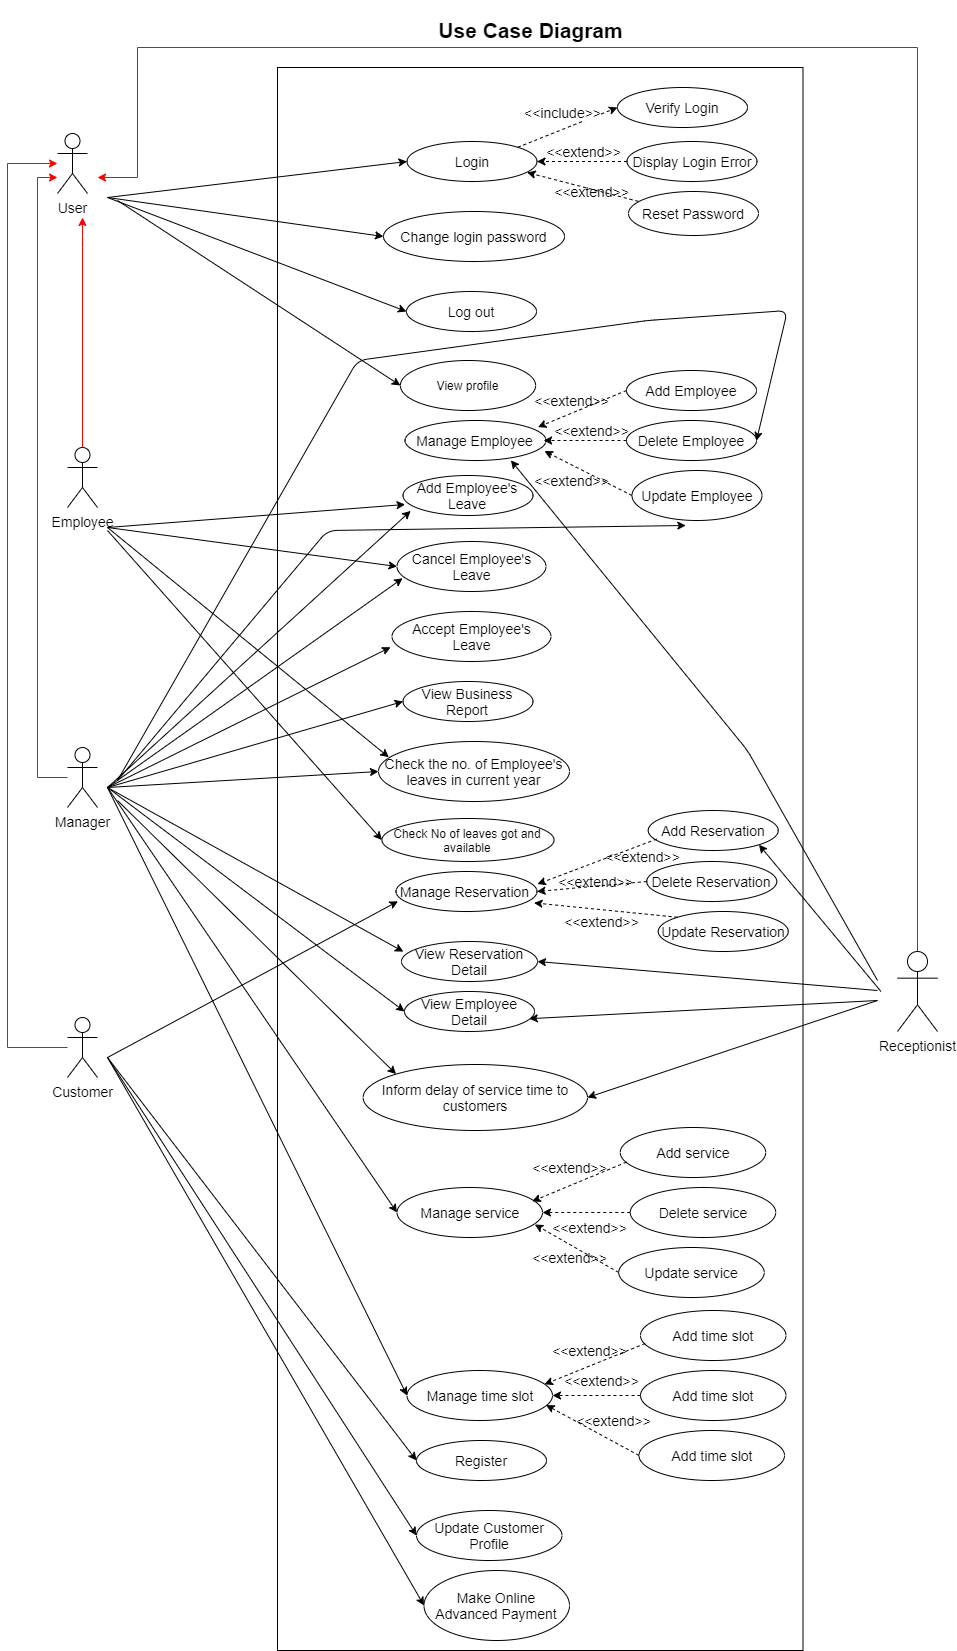 Use Case Diagram
<<include>>
Verify Login
Login
<<extend>>
Display Login Error
<<extend>>
Reset Password
User
Change login password
Log out
View profile
<<extend>>
Add Employee
Manage Employee
<<extend>>
Delete Employee
<<extend>>
Update Employee
Add Employee's
Leave
Employee
Cancel Employee's
Leave
Accept Employee's
Leave
View Business
Report
Check the no. of Employee's
leaves in current year
Manager
Check No of leaves got and
available
Add Reservation
<<extend>>
Manage Reservation
<<extend>>
Delete Reservation
<<extend>>
Update Reservation
View Reservation
Detail
View Employee
Detail
Receptionist
Customer
Inform delay of service time to
customers
Add service
<<extend>>
Manage service
Delete service
<<extend>>
<<extend>>
Update service
Add time slot
<<extend>>
<<extend>>
Manage time slot
Add time slot
<<extend>>
Add time slot
Register
Update Customer
Profile
Make Online
Advanced Payment